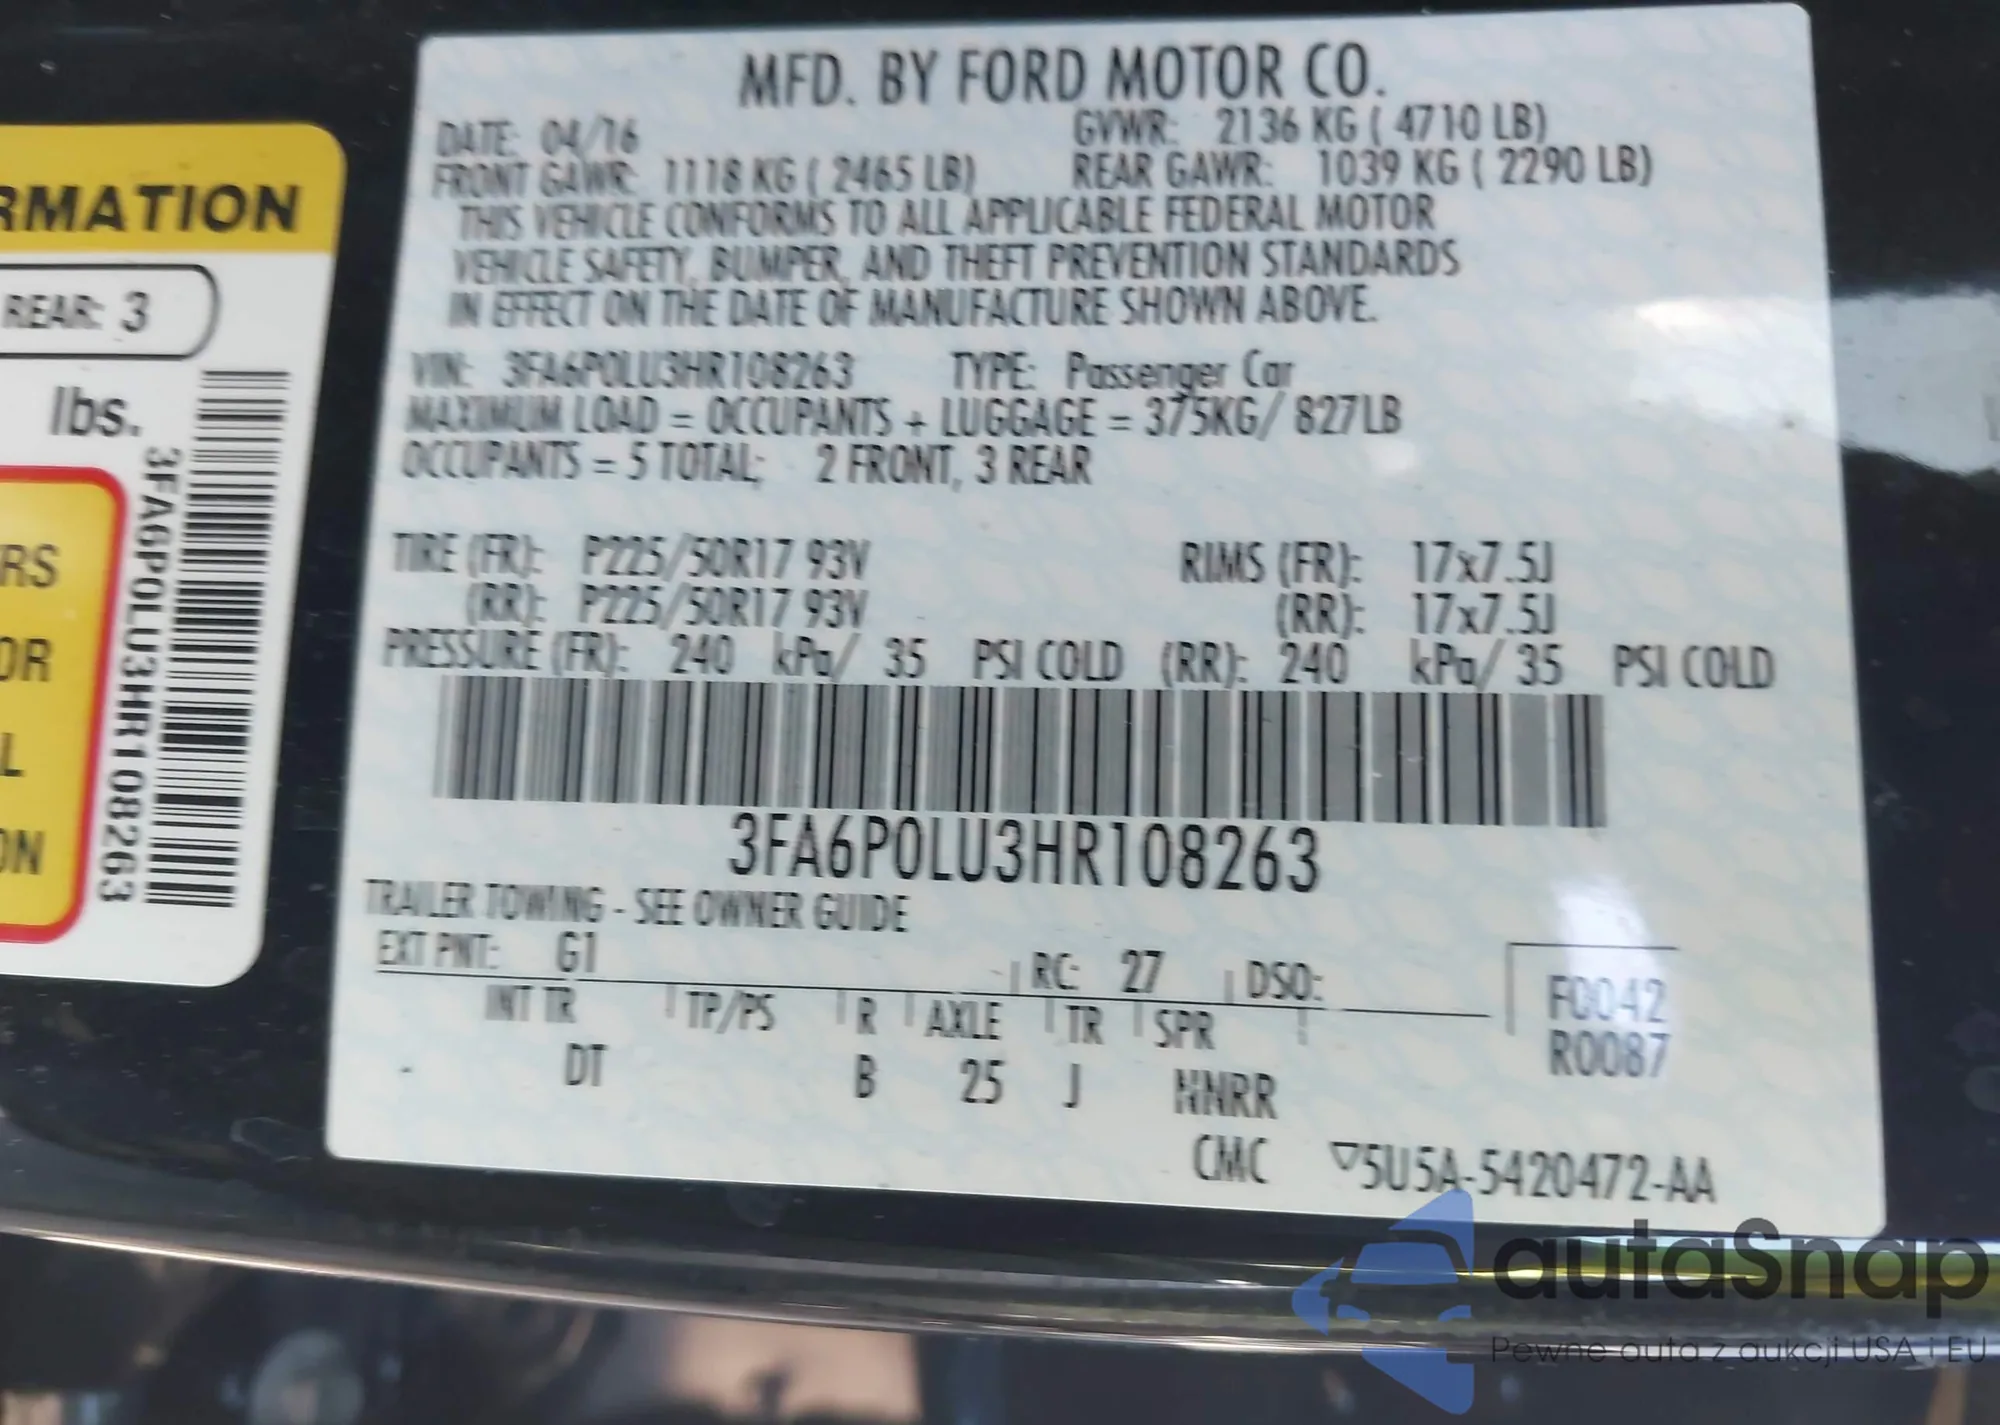 RMATION
REAR: 3
lbs.
3FA6P0LU3HR108263
RS
OR
L
ON
MFD. BY FORD MOTOR CO.
DATE: 04/16 GVWR: 2136 KG ( 4710 LB)
FRONT GAWR: 1118 KG ( 2465 LB) REAR GAWR: 1039 KG ( 2290 LB)
THIS VEHICLE CONFORMS TO ALL APPLICABLE FEDERAL MOTOR
VEHICLE SAFETY, BUMPER, AND THEFT PREVENTION STANDARDS
IN EFFECT ON THE DATE OF MANUFACTURE SHOWN ABOVE.
VIN: 3FA6P0LU3HR108263 TYPE: Passenger Car
MAXIMUM LOAD = OCCUPANTS + LUGGAGE = 375KG/ 827LB
OCCUPANTS = 5 TOTAL; 2 FRONT, 3 REAR
TIRE (FR): P225/50R17 93V RIMS (FR): 17x7.5J
(RR): P225/50R17 93V (RR): 17x7.5J
PRESSURE (FR): 240 kPa/ 35 PSI COLD (RR): 240 kPa/ 35 PSI COLD
3FA6P0LU3HR108263
TRAILER TOWING - SEE OWNER GUIDE
EXT PNT: G1 RC: 27 DSO:
INT TR TP/PS R AXLE TR SPR
F0042
R0087
- DT B 25 J NNRR
CMC ▽5U5A-5420472-AA
autaSnap
Pewne auta z aukcji USA i EU